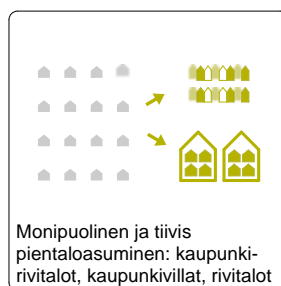 Monipuolinen ja tiivis
pientaloasuminen: kaupunki-
rivitalot, kaupunkivillat, rivitalot